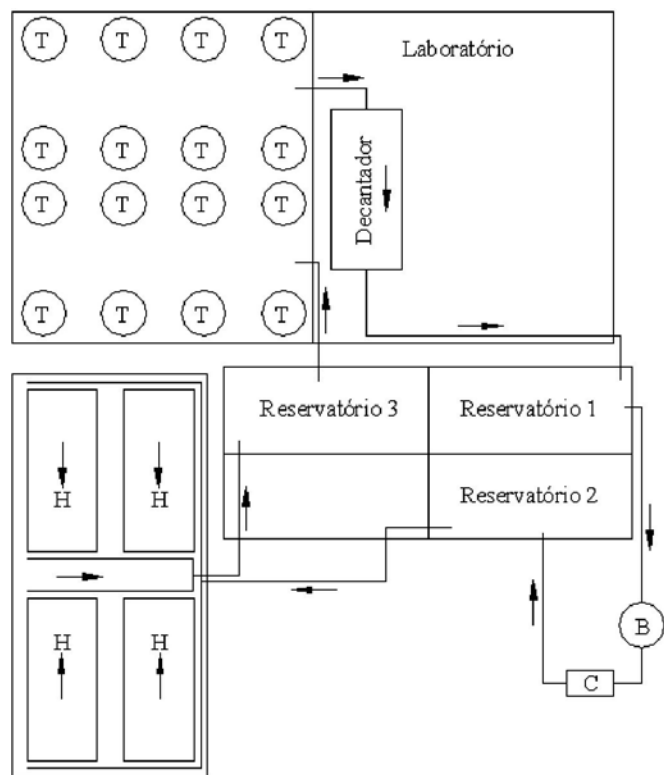 T T T T
Laboratório
T T T T
Decantador
T T T T
T T T T
Reservatório 3
Reservatório 1
H H
Reservatório 2
H H
B
C